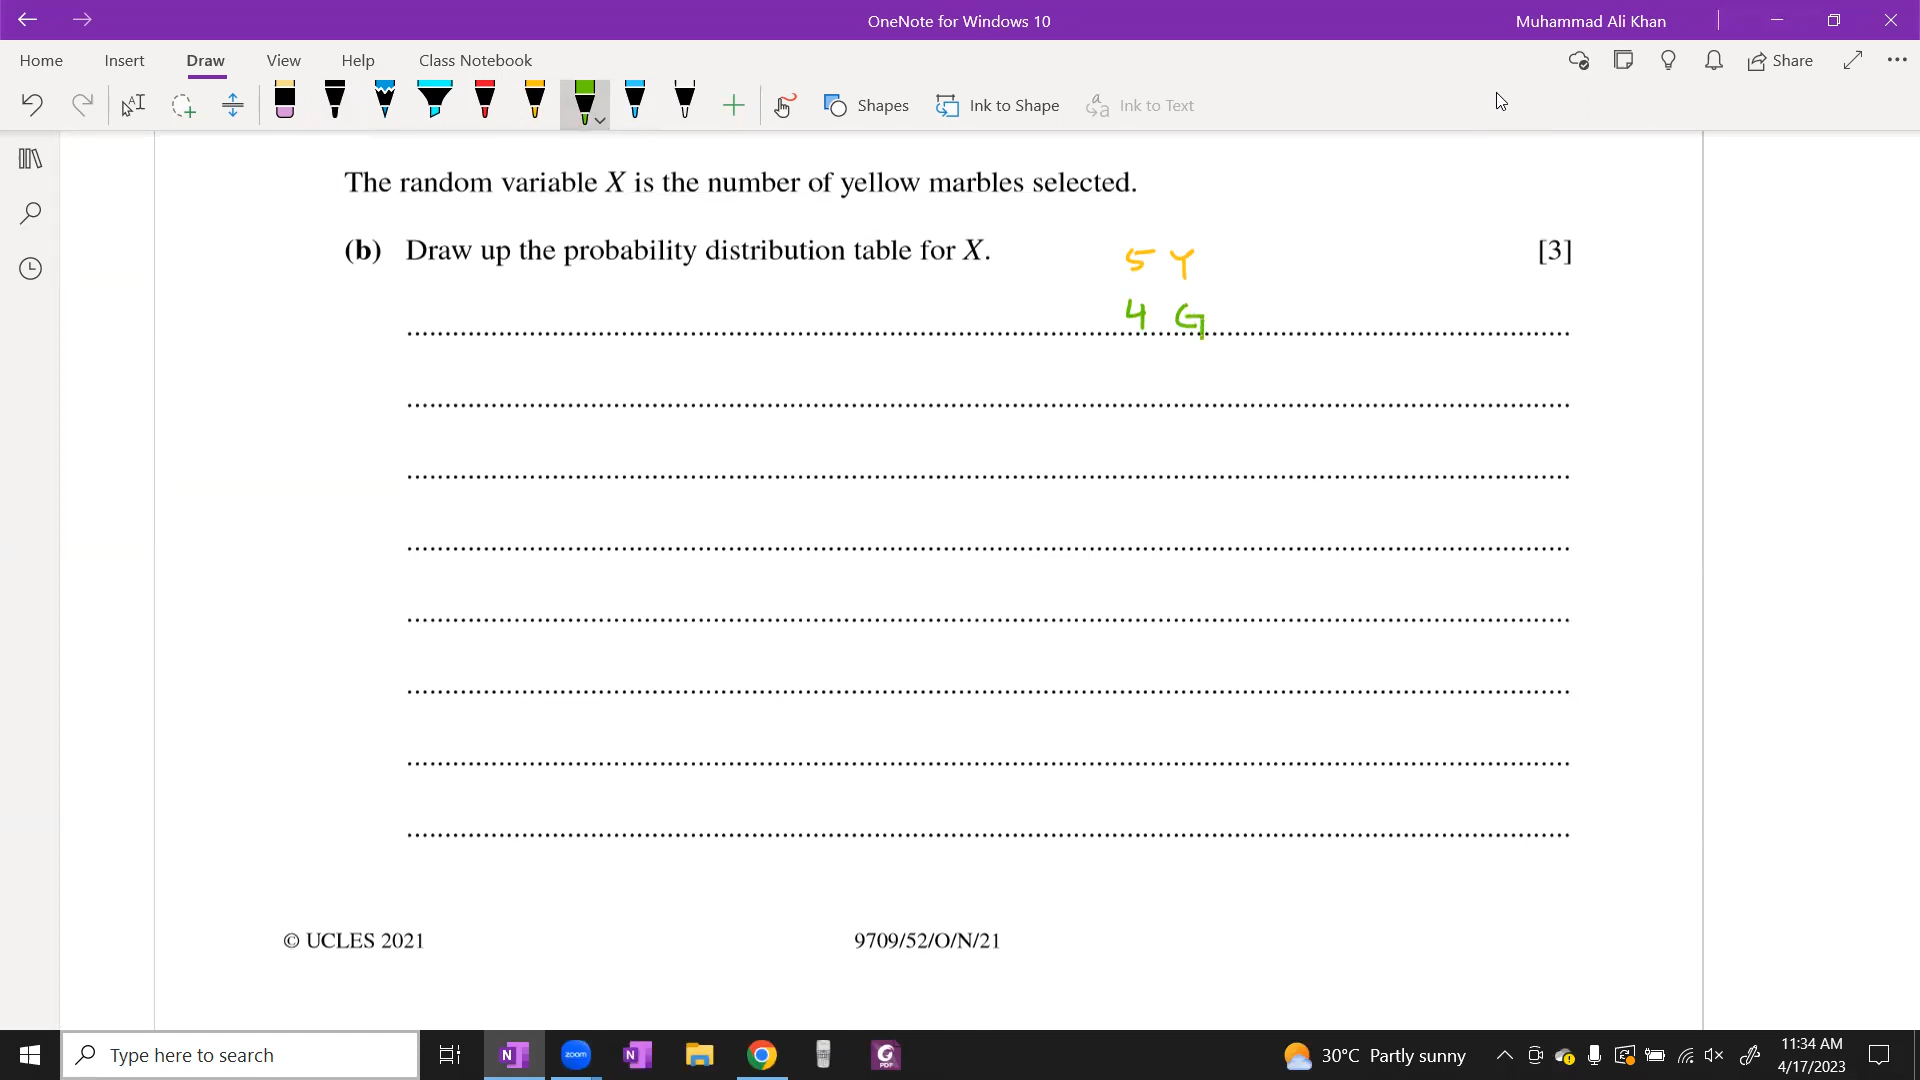 OneNote for Windows 10
Muhammad Ali Khan
Home Insert Draw View Help Class Notebook
Share
Shapes Ink to Shape Ink to Text
The random variable X is the number of yellow marbles selected.
(b) Draw up the probability distribution table for X. [3]
5 Y
4 G
© UCLES 2021
9709/52/O/N/21
Type here to search
zoom
30°C Partly sunny
11:34 AM
4/17/2023